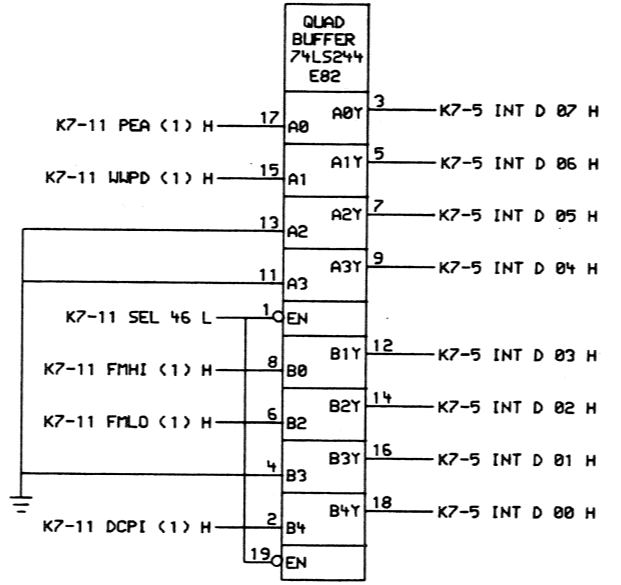 QUAD
BUFFER
74LS244
E82
K7-11 PEA (1) H 17 A0 A0Y 3 K7-5 INT D 07 H
K7-11 WWPD (1) H 15 A1 A1Y 5 K7-5 INT D 06 H
13 A2 A2Y 7 K7-5 INT D 05 H
11 A3 A3Y 9 K7-5 INT D 04 H
K7-11 SEL 46 L 1 EN
K7-11 FMHI (1) H 8 B0 B1Y 12 K7-5 INT D 03 H
K7-11 FMLO (1) H 6 B2 B2Y 14 K7-5 INT D 02 H
4 B3 B3Y 16 K7-5 INT D 01 H
K7-11 DCPI (1) H 2 B4 B4Y 18 K7-5 INT D 00 H
19 EN